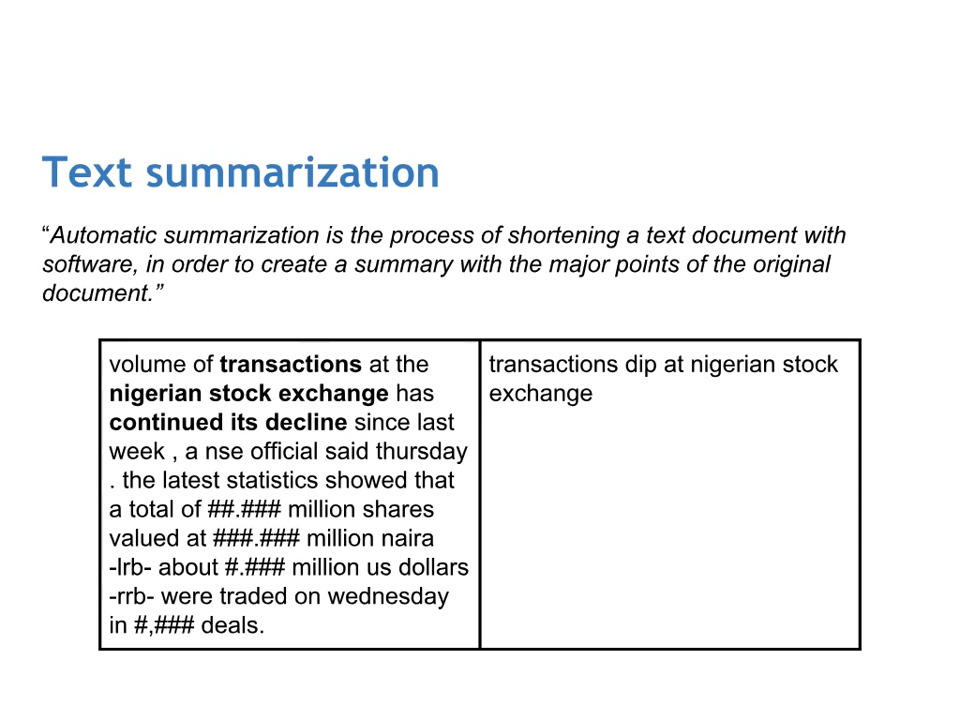 Text summarization
“Automatic summarization is the process of shortening a text document with
software, in order to create a summary with the major points of the original
document.”
volume of transactions at the
nigerian stock exchange has
continued its decline since last
week , a nse official said thursday
. the latest statistics showed that
a total of ##.### million shares
valued at ###.### million naira
-lrb- about #.### million us dollars
-rrb- were traded on wednesday
in #,### deals.
transactions dip at nigerian stock
exchange